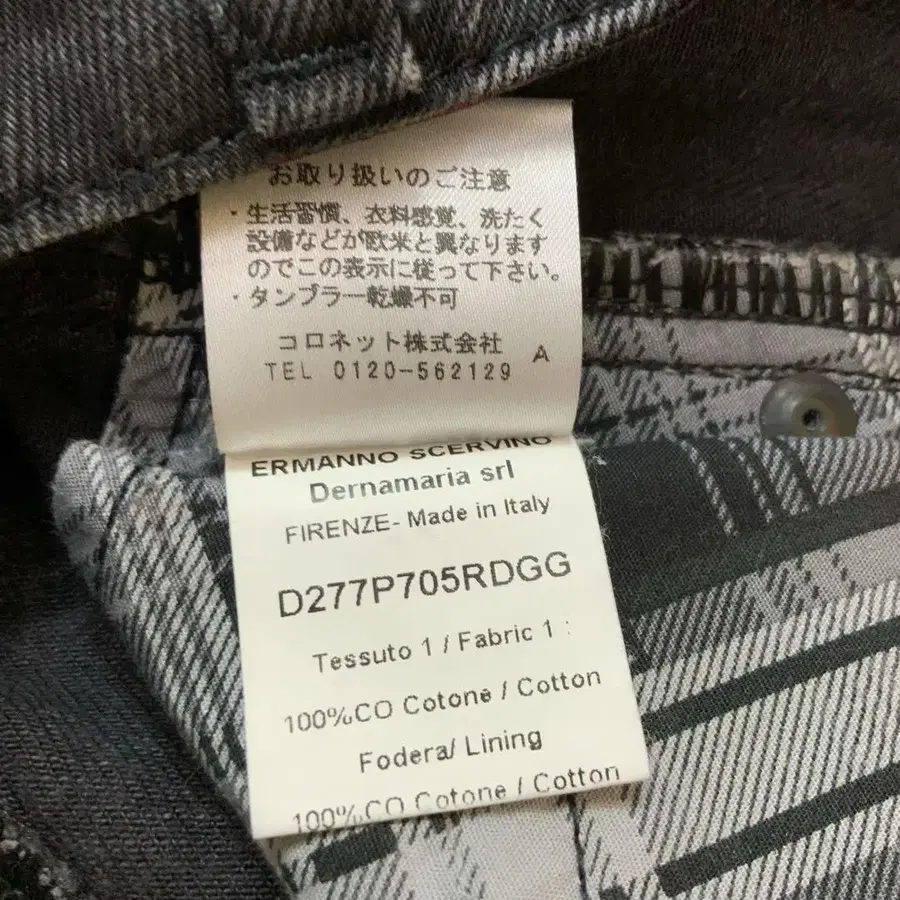 お取り扱いのご注意
・生活習慣、衣料感覚、洗たく
設備などが欧米と異なります
のでこの表示に従って下さい。
・タンブラー乾燥不可
コロネット株式会社
TEL 0120-562129 A
ERMANNO SCERVINO
Dernamaria srl
FIRENZE- Made in Italy
D277P705RDGG
Tessuto 1 / Fabric 1 :
100%CO Cotone / Cotton
Fodera/ Lining
100%CO Cotone / Cotton